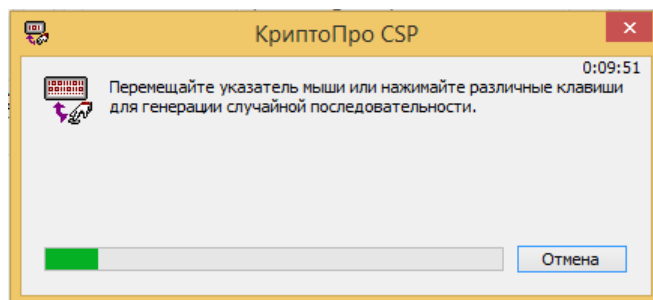 КриптоПро CSP
0:09:51
Перемещайте указатель мыши или нажимайте различные клавиши
для генерации случайной последовательности.
Отмена